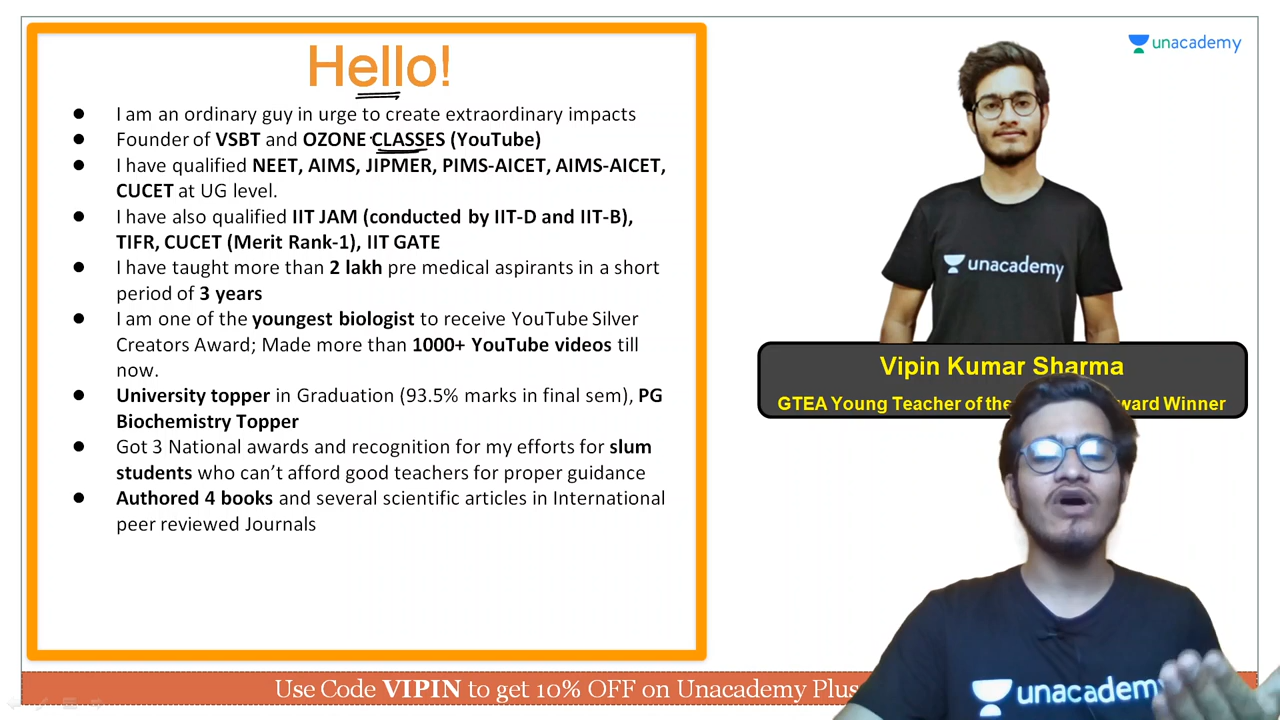 Hello!
I am an ordinary guy in urge to create extraordinary impacts
Founder of VSBT and OZONE CLASSES (YouTube)
I have qualified NEET, AIMS, JIPMER, PIMS-AICET, AIMS-AICET,
CUCET at UG level.
I have also qualified IIT JAM (conducted by IIT-D and IIT-B),
TIFR, CUCET (Merit Rank-1), IIT GATE
I have taught more than 2 lakh pre medical aspirants in a short
period of 3 years
I am one of the youngest biologist to receive YouTube Silver
Creators Award; Made more than 1000+ YouTube videos till
now.
University topper in Graduation (93.5% marks in final sem), PG
Biochemistry Topper
Got 3 National awards and recognition for my efforts for slum
students who can't afford good teachers for proper guidance
Authored 4 books and several scientific articles in International
peer reviewed Journals
unacademy
unacademy
Vipin Kumar Sharma
GTEA Young Teacher of the ward Winner
Use Code VIPIN to get 10% OFF on Unacademy Plus
unacademy